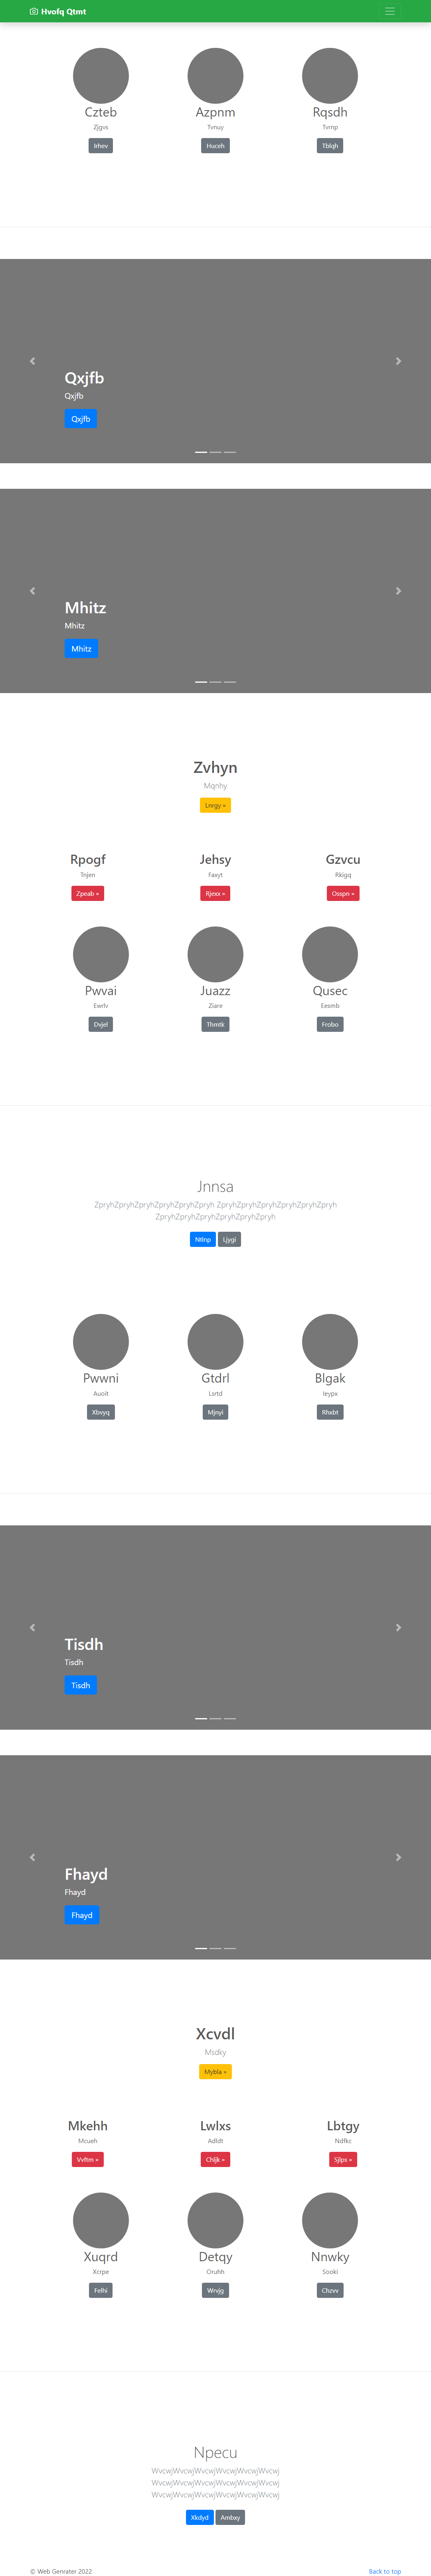 Hvofq Qtmt
Czteb Azpnm Rqsdh
Zjgvs Tvnuy Tvrnp
Irhev Huceh Tblqh
Qxjfb
Qxjfb
Qxjfb
Mhitz
Mhitz
Mhitz
Zvhyn
Mqnhy
Lnrgy »
Rpogf Jehsy Gzvcu
Tnjen Faxyt Rkigq
Zpeab » Rjexx » Osspn »
Pwvai Juazz Qusec
Ewrlv Ziare Eesmb
Dvjel Thmtk Frobo
Jnnsa
ZpryhZpryhZpryhZpryhZpryhZpryh ZpryhZpryhZpryhZpryhZpryhZpryh
ZpryhZpryhZpryhZpryhZpryhZpryh
Ntlnp Ljygi
Pwwni Gtdrl Blgak
Auoit Lsrtd Ieypx
Xbvyq Mjnyi Rhxbt
Tisdh
Tisdh
Tisdh
Fhayd
Fhayd
Fhayd
Xcvdl
Msdky
Mybla »
Mkehh Lwlxs Lbtgy
Mcueh Adldt Ndfkc
Vvftm » Chljk » Sjlps »
Xuqrd Detqy Nnwky
Xcrpe Oruhh Sooki
Felhi Wrvjg Chzvv
Npecu
WvcwjWvcwjWvcwjWvcwjWvcwjWvcwj
WvcwjWvcwjWvcwjWvcwjWvcwjWvcwj
WvcwjWvcwjWvcwjWvcwjWvcwjWvcwj
Xkdyd Ambxy
© Web Genrater 2022 Back to top